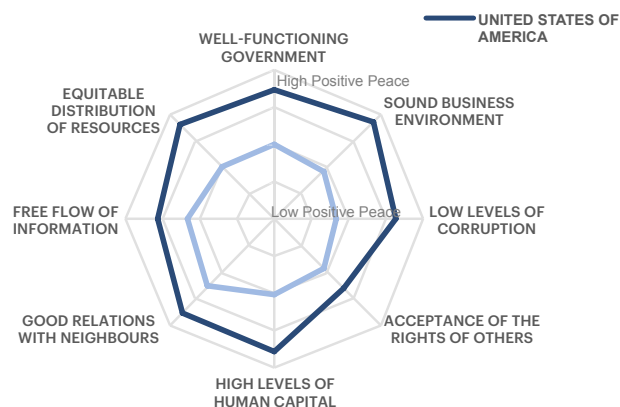 UNITED STATES OF
AMERICA
WELL-FUNCTIONING
GOVERNMENT
High Positive Peace
EQUITABLE
DISTRIBUTION
OF RESOURCES
SOUND BUSINESS
ENVIRONMENT
FREE FLOW OF
INFORMATION
Low Positive Peace
LOW LEVELS OF
CORRUPTION
GOOD RELATIONS
WITH NEIGHBOURS
ACCEPTANCE OF THE
RIGHTS OF OTHERS
HIGH LEVELS OF
HUMAN CAPITAL